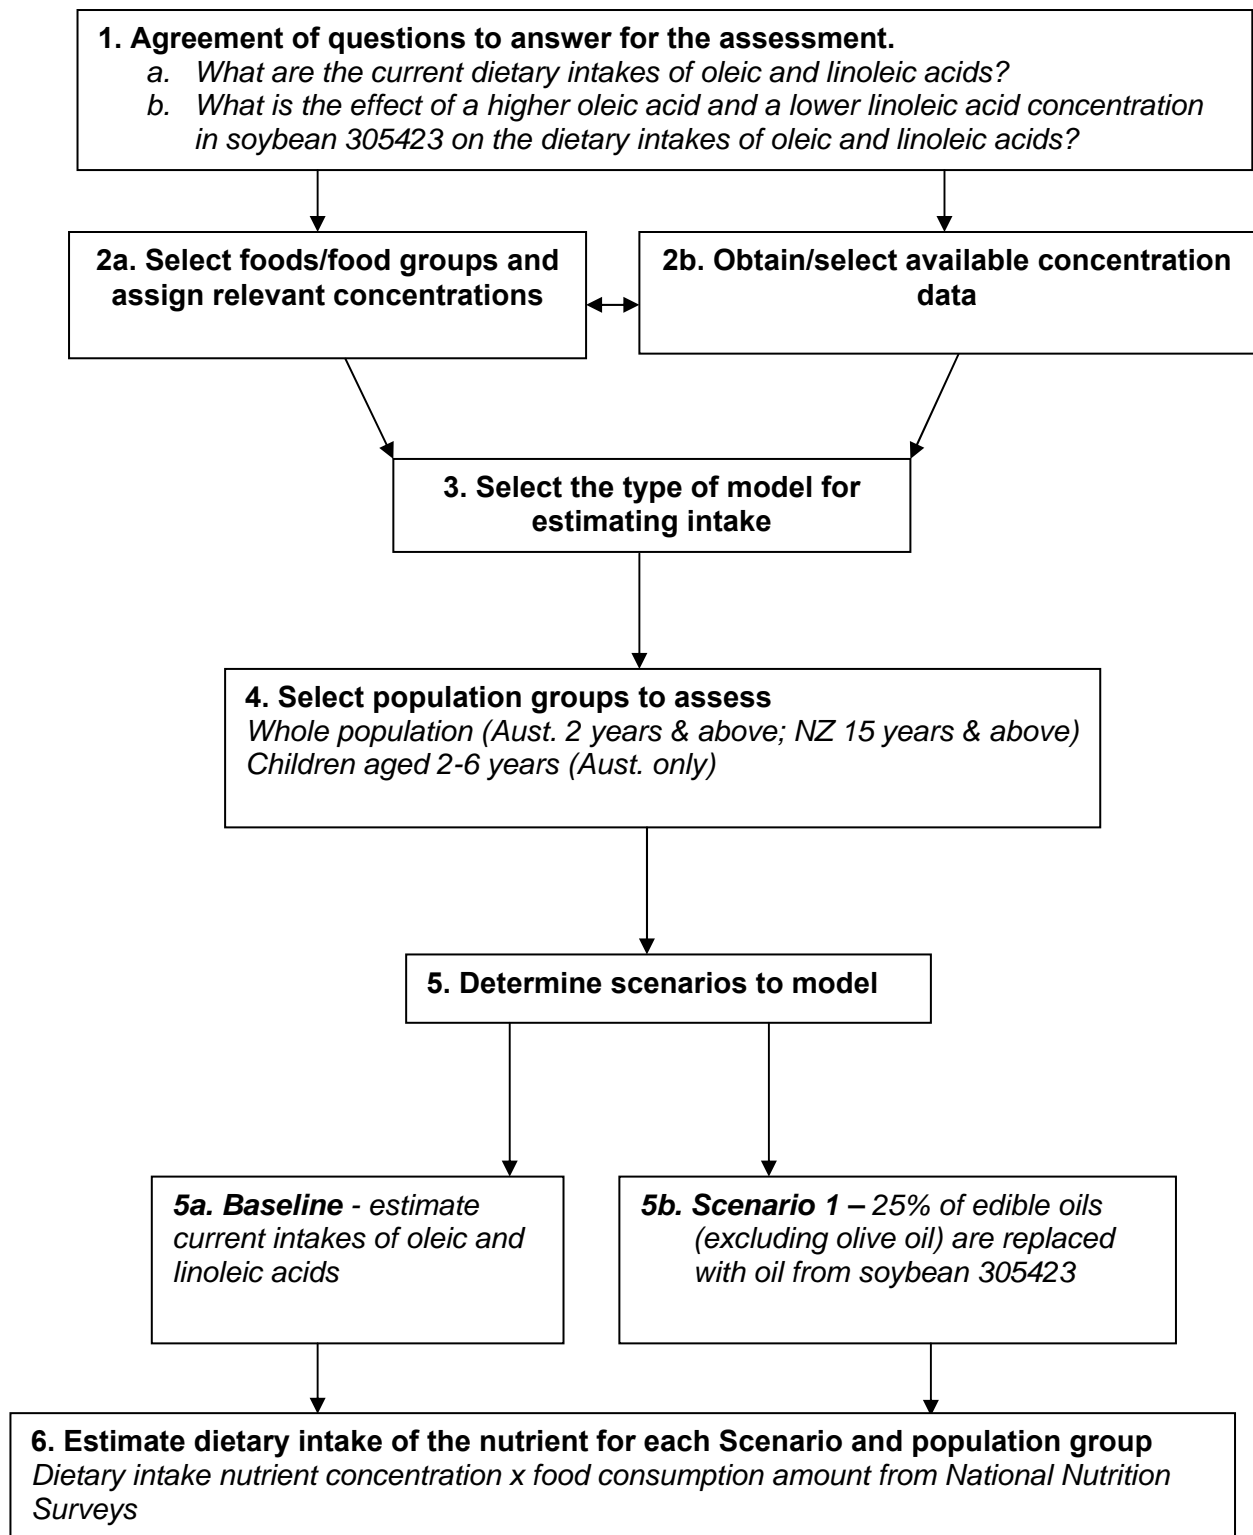 1. Agreement of questions to answer for the assessment.
a. What are the current dietary intakes of oleic and linoleic acids?
b. What is the effect of a higher oleic acid and a lower linoleic acid concentration
in soybean 305423 on the dietary intakes of oleic and linoleic acids?
2a. Select foods/food groups and
assign relevant concentrations
2b. Obtain/select available concentration
data
3. Select the type of model for
estimating intake
4. Select population groups to assess
Whole population (Aust. 2 years & above; NZ 15 years & above)
Children aged 2-6 years (Aust. only)
5. Determine scenarios to model
5a. Baseline - estimate
current intakes of oleic and
linoleic acids
5b. Scenario 1 – 25% of edible oils
(excluding olive oil) are replaced
with oil from soybean 305423
6. Estimate dietary intake of the nutrient for each Scenario and population group
Dietary intake nutrient concentration x food consumption amount from National Nutrition
Surveys